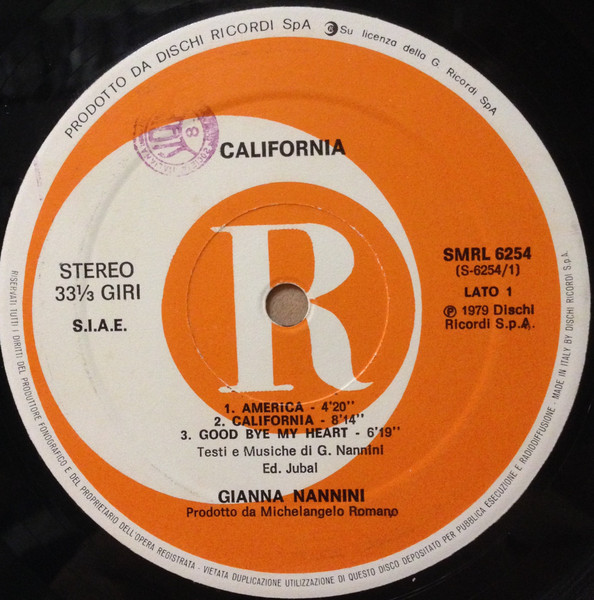 PRODOTTO DA DISCHI RICORDI SpA Su licenza della G. Ricordi SpA
CALIFORNIA
R
STEREO
33⅓ GIRI
S.I.A.E.
SMRL 6254
(S-6254/1)
LATO 1
℗ 1979 Dischi
Ricordi S.p.A.
1. AMERICA - 4'20''
2. CALIFORNIA - 8'14''
3. GOOD BYE MY HEART - 6'19''
Testi e Musiche di G. Nannini
Ed. Jubal
GIANNA NANNINI
Prodotto da Michelangelo Romano
RISERVATI TUTTI I DIRITTI DEL PRODUTTORE FONOGRAFICO E DEL PROPRIETARIO DELL'OPERA REGISTRATA - VIETATA DUPLICAZIONE UTILIZZAZIONE DI QUESTO DISCO DEPOSITATO PER PUBBLICA ESECUZIONE E RADIODIFFUSIONE - MADE IN ITALY BY DISCHI RICORDI S.p.A.